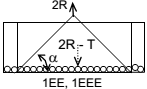 2R
2R - T
α
1EE, 1EEE